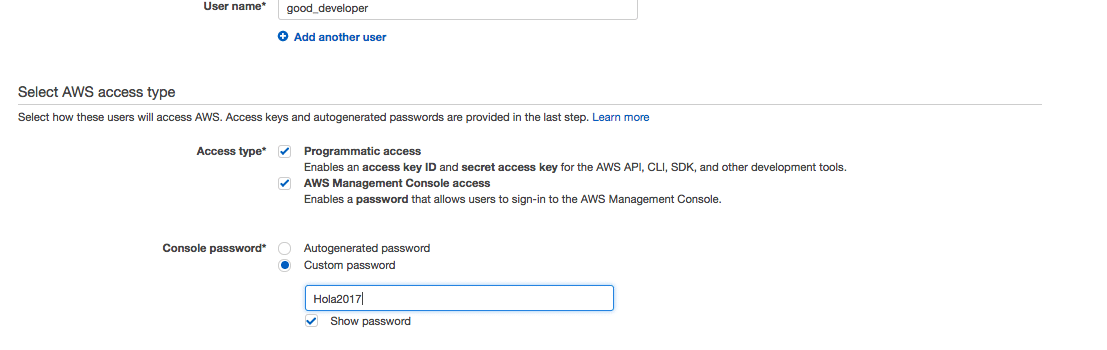 User name* good_developer
Add another user
Select AWS access type
Select how these users will access AWS. Access keys and autogenerated passwords are provided in the last step. Learn more
Access type* Programmatic access
Enables an access key ID and secret access key for the AWS API, CLI, SDK, and other development tools.
AWS Management Console access
Enables a password that allows users to sign-in to the AWS Management Console.
Console password* Autogenerated password
Custom password
Hola2017
Show password